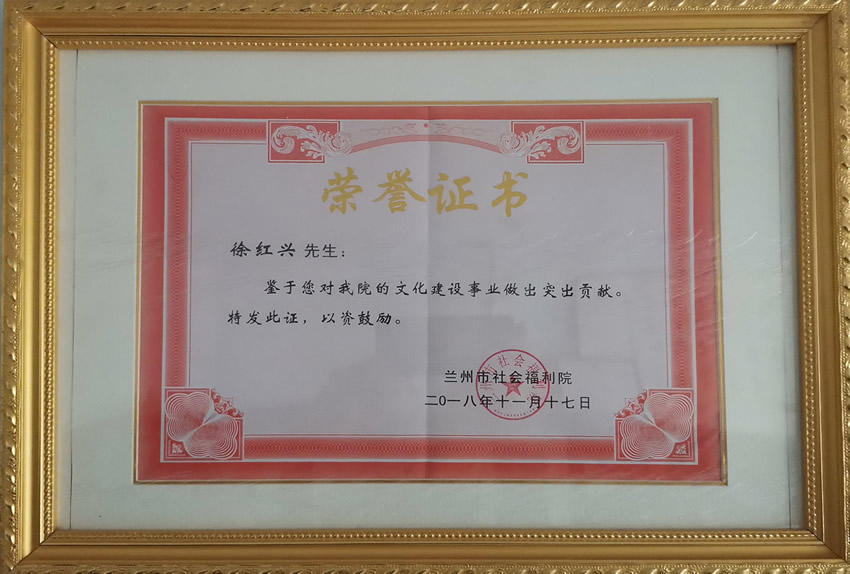 荣誉证书
徐红兴 先生：
鉴于您对我院的文化建设事业做出突出贡献。
特发此证，以资鼓励。
兰州市社会福利院
二〇一八年十一月十七日